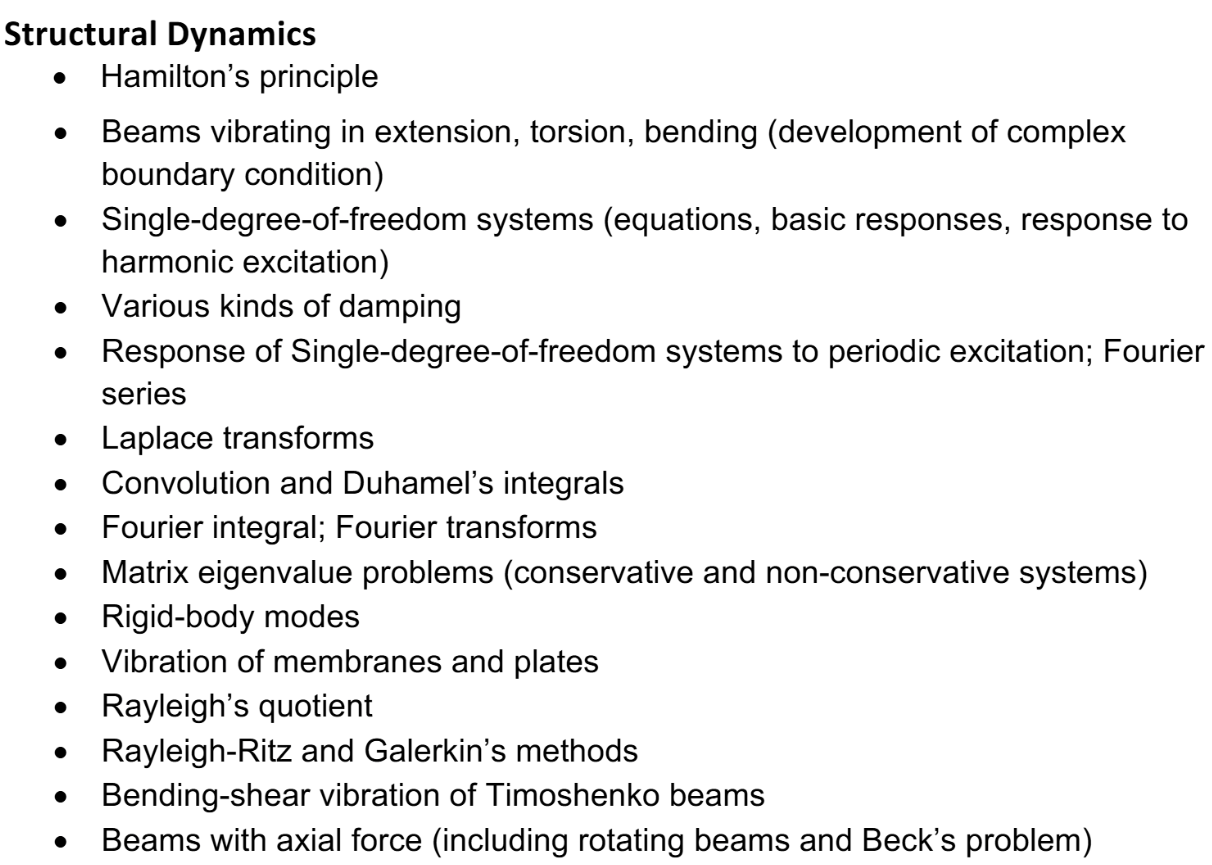 Structural Dynamics
• Hamilton’s principle
• Beams vibrating in extension, torsion, bending (development of complex
boundary condition)
• Single-degree-of-freedom systems (equations, basic responses, response to
harmonic excitation)
• Various kinds of damping
• Response of Single-degree-of-freedom systems to periodic excitation; Fourier
series
• Laplace transforms
• Convolution and Duhamel’s integrals
• Fourier integral; Fourier transforms
• Matrix eigenvalue problems (conservative and non-conservative systems)
• Rigid-body modes
• Vibration of membranes and plates
• Rayleigh’s quotient
• Rayleigh-Ritz and Galerkin’s methods
• Bending-shear vibration of Timoshenko beams
• Beams with axial force (including rotating beams and Beck’s problem)